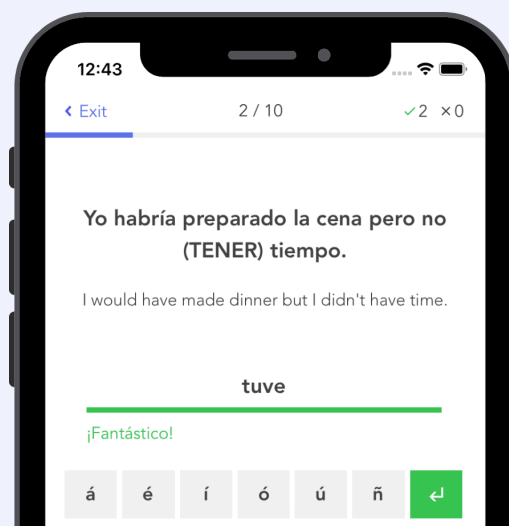 12:43
< Exit 2 / 10 ✓2 ×0
Yo habría preparado la cena pero no
(TENER) tiempo.
I would have made dinner but I didn't have time.
tuve
¡Fantástico!
á é í ó ú ñ ↵